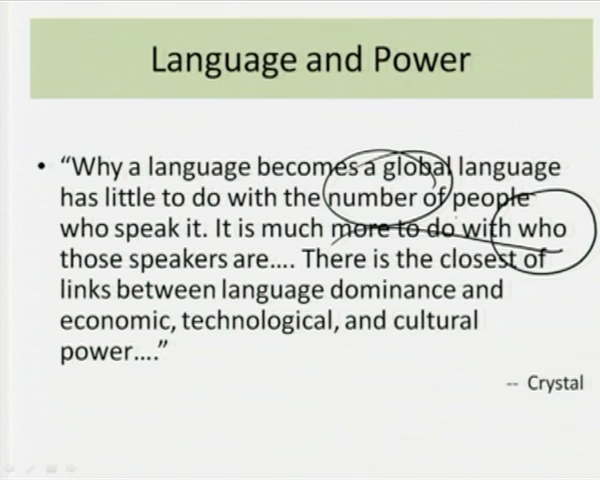 Language and Power
• “Why a language becomes a global language
has little to do with the number of people
who speak it. It is much more to do with who
those speakers are…. There is the closest of
links between language dominance and
economic, technological, and cultural
power….”
-- Crystal